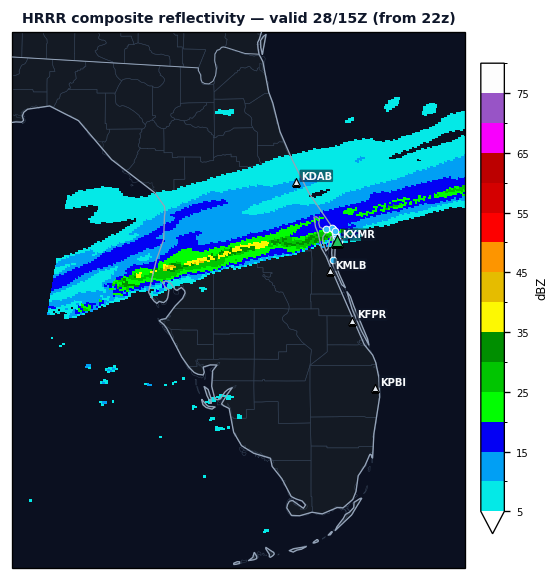 HRRR composite reflectivity — valid 28/15Z (from 22z)
KDAB
KXMR
KMLB
KFPR
KPBI
75
65
55
45
35
25
15
5
dBZ